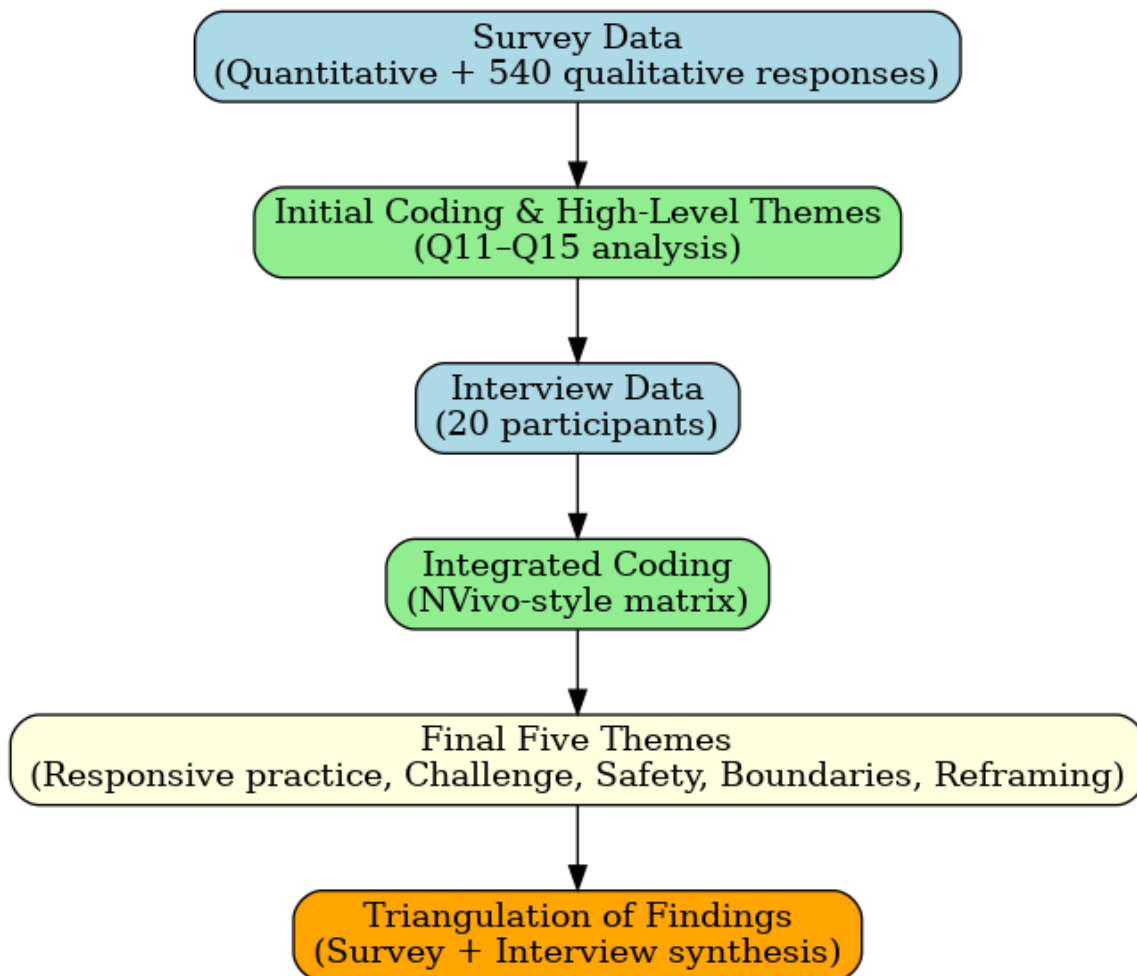 Survey Data
(Quantitative + 540 qualitative responses)
Initial Coding & High-Level Themes
(Q11–Q15 analysis)
Interview Data
(20 participants)
Integrated Coding
(NVivo-style matrix)
Final Five Themes
(Responsive practice, Challenge, Safety, Boundaries, Reframing)
Triangulation of Findings
(Survey + Interview synthesis)